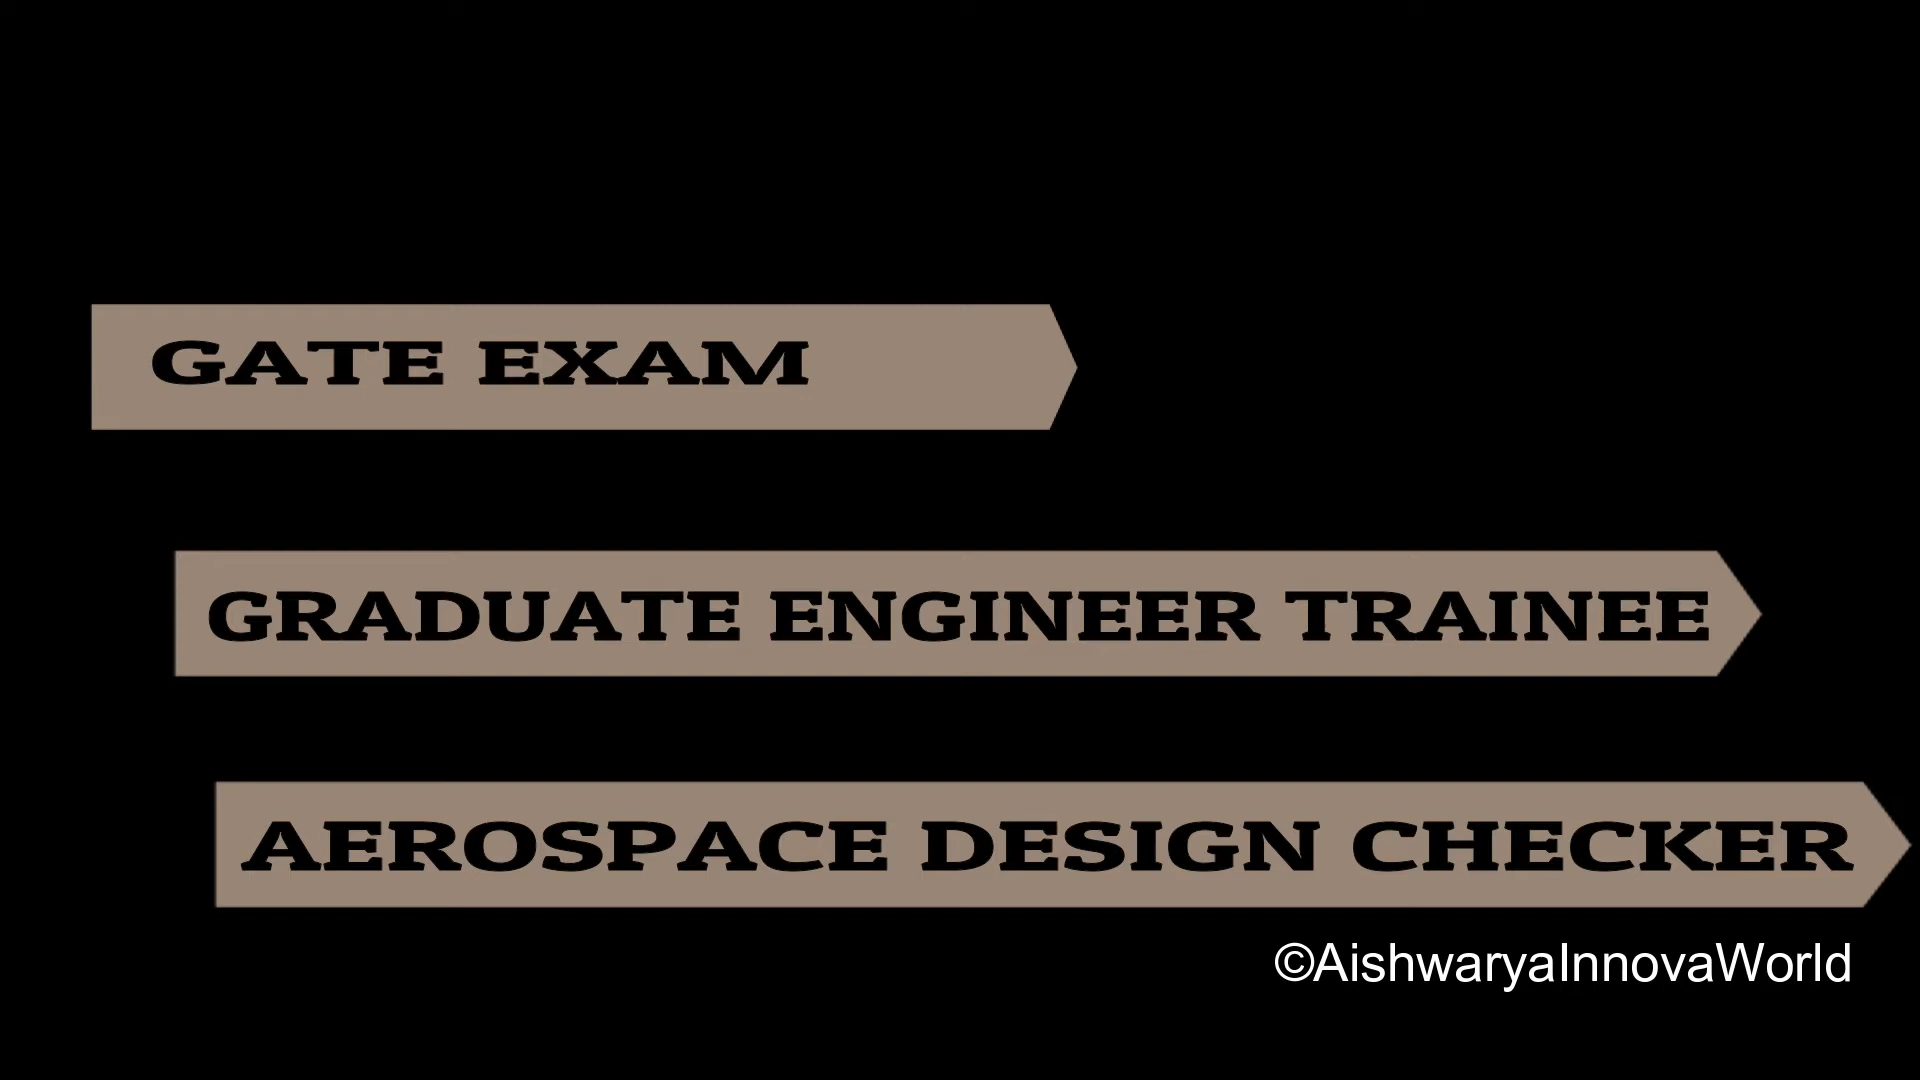 GATE EXAM
GRADUATE ENGINEER TRAINEE
AEROSPACE DESIGN CHECKER
©AishwaryaInnovaWorld